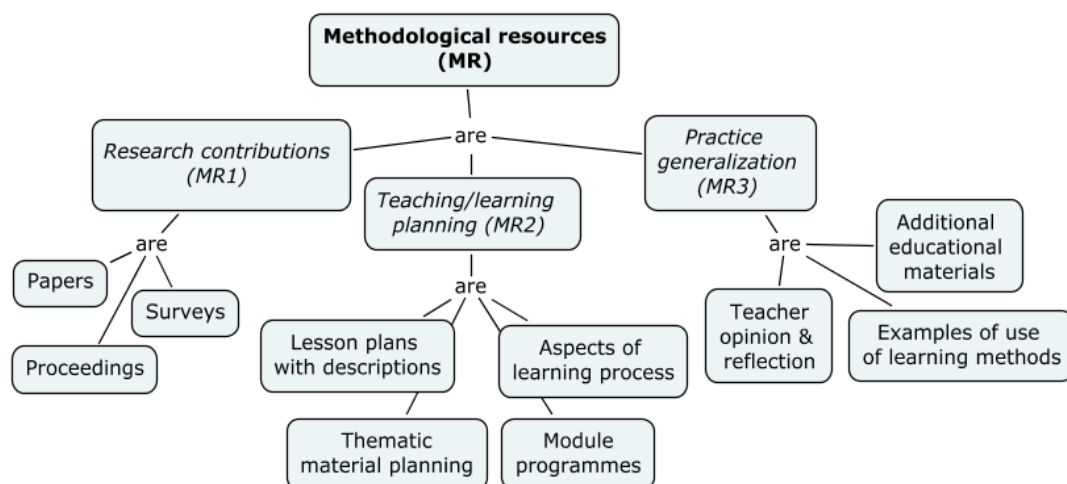 Methodological resources
(MR)
are
Research contributions
(MR1)
are
Papers
Surveys
Proceedings
Teaching/learning
planning (MR2)
are
Lesson plans
with descriptions
Aspects of
learning process
Thematic
material planning
Module
programmes
Practice
generalization
(MR3)
are
Additional
educational
materials
Teacher
opinion &
reflection
Examples of use
of learning methods